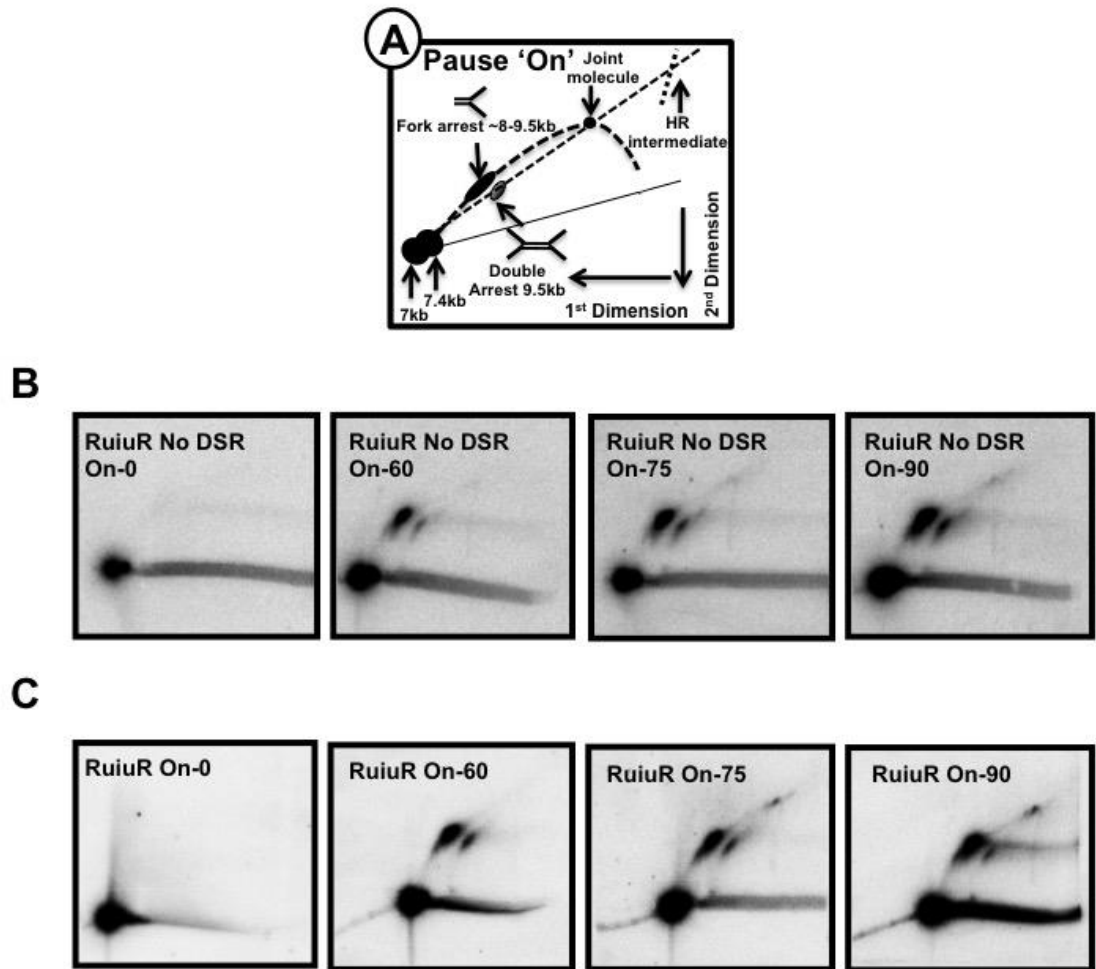 A
Pause ‘On’
Joint
molecule
Fork arrest ~8-9.5kb
HR
intermediate
Double
Arrest 9.5kb
7kb
7.4kb
1st Dimension
2nd Dimension
B
RuiuR No DSR
On-0
RuiuR No DSR
On-60
RuiuR No DSR
On-75
RuiuR No DSR
On-90
C
RuiuR On-0
RuiuR On-60
RuiuR On-75
RuiuR On-90